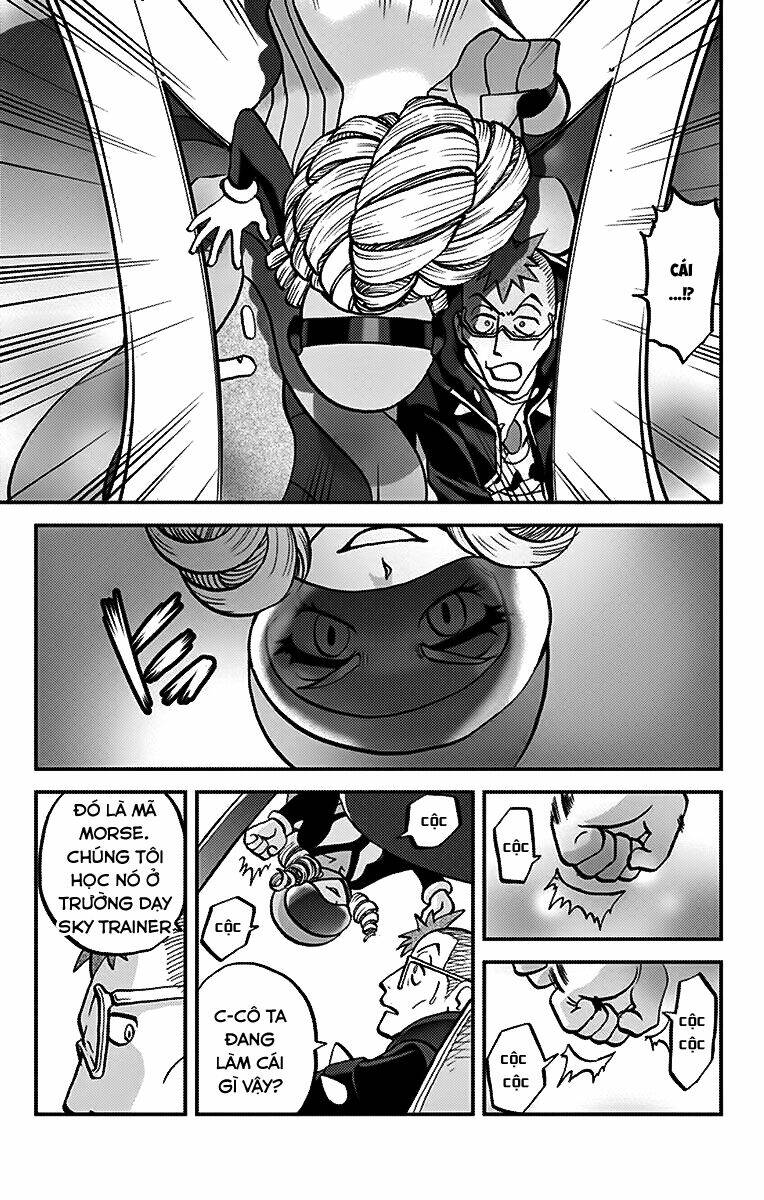 CÁI
...!?
CỘC
CỘC
CỘC
CỘC
CỘC
CỘC
CỘC
CỘC
C-CÔ TA
ĐANG
LÀM CÁI
GÌ VẬY?
ĐÓ LÀ MÃ
MORSE.
CHÚNG TÔI
HỌC NÓ Ở
TRƯỜNG DẠY
SKY TRAINER